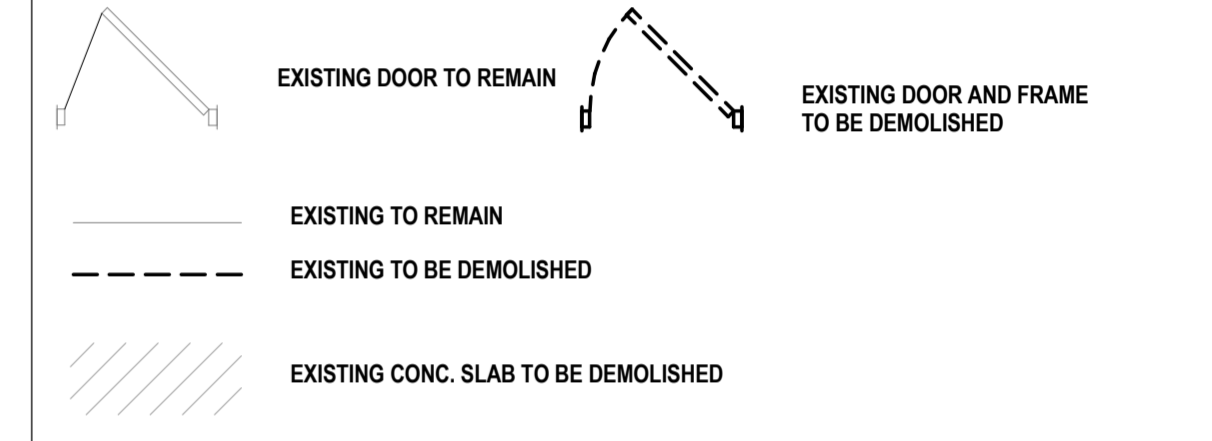 EXISTING DOOR TO REMAIN
EXISTING DOOR AND FRAME
TO BE DEMOLISHED
EXISTING TO REMAIN
EXISTING TO BE DEMOLISHED
EXISTING CONC. SLAB TO BE DEMOLISHED